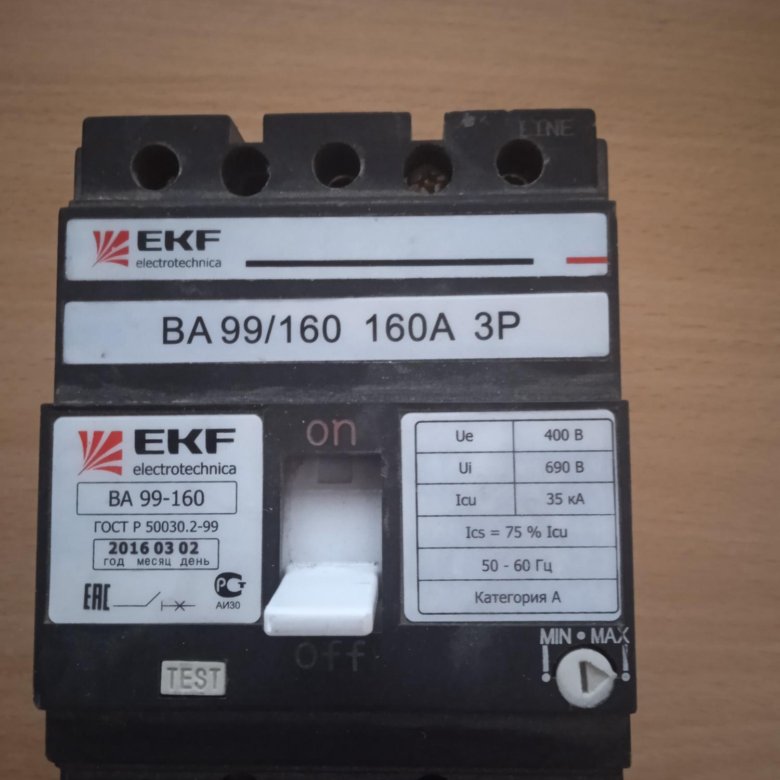 LINE
EKF
electrotechnica
ВА 99/160 160А 3Р
EKF
electrotechnica
ВА 99-160
ГОСТ Р 50030.2-99
2016 03 02
год месяц день
ЕАС
РСТ
АИ30
on
off
Ue 400 В
Ui 690 В
Icu 35 кА
Ics = 75 % Icu
50 - 60 Гц
Категория А
MIN • MAX
TEST